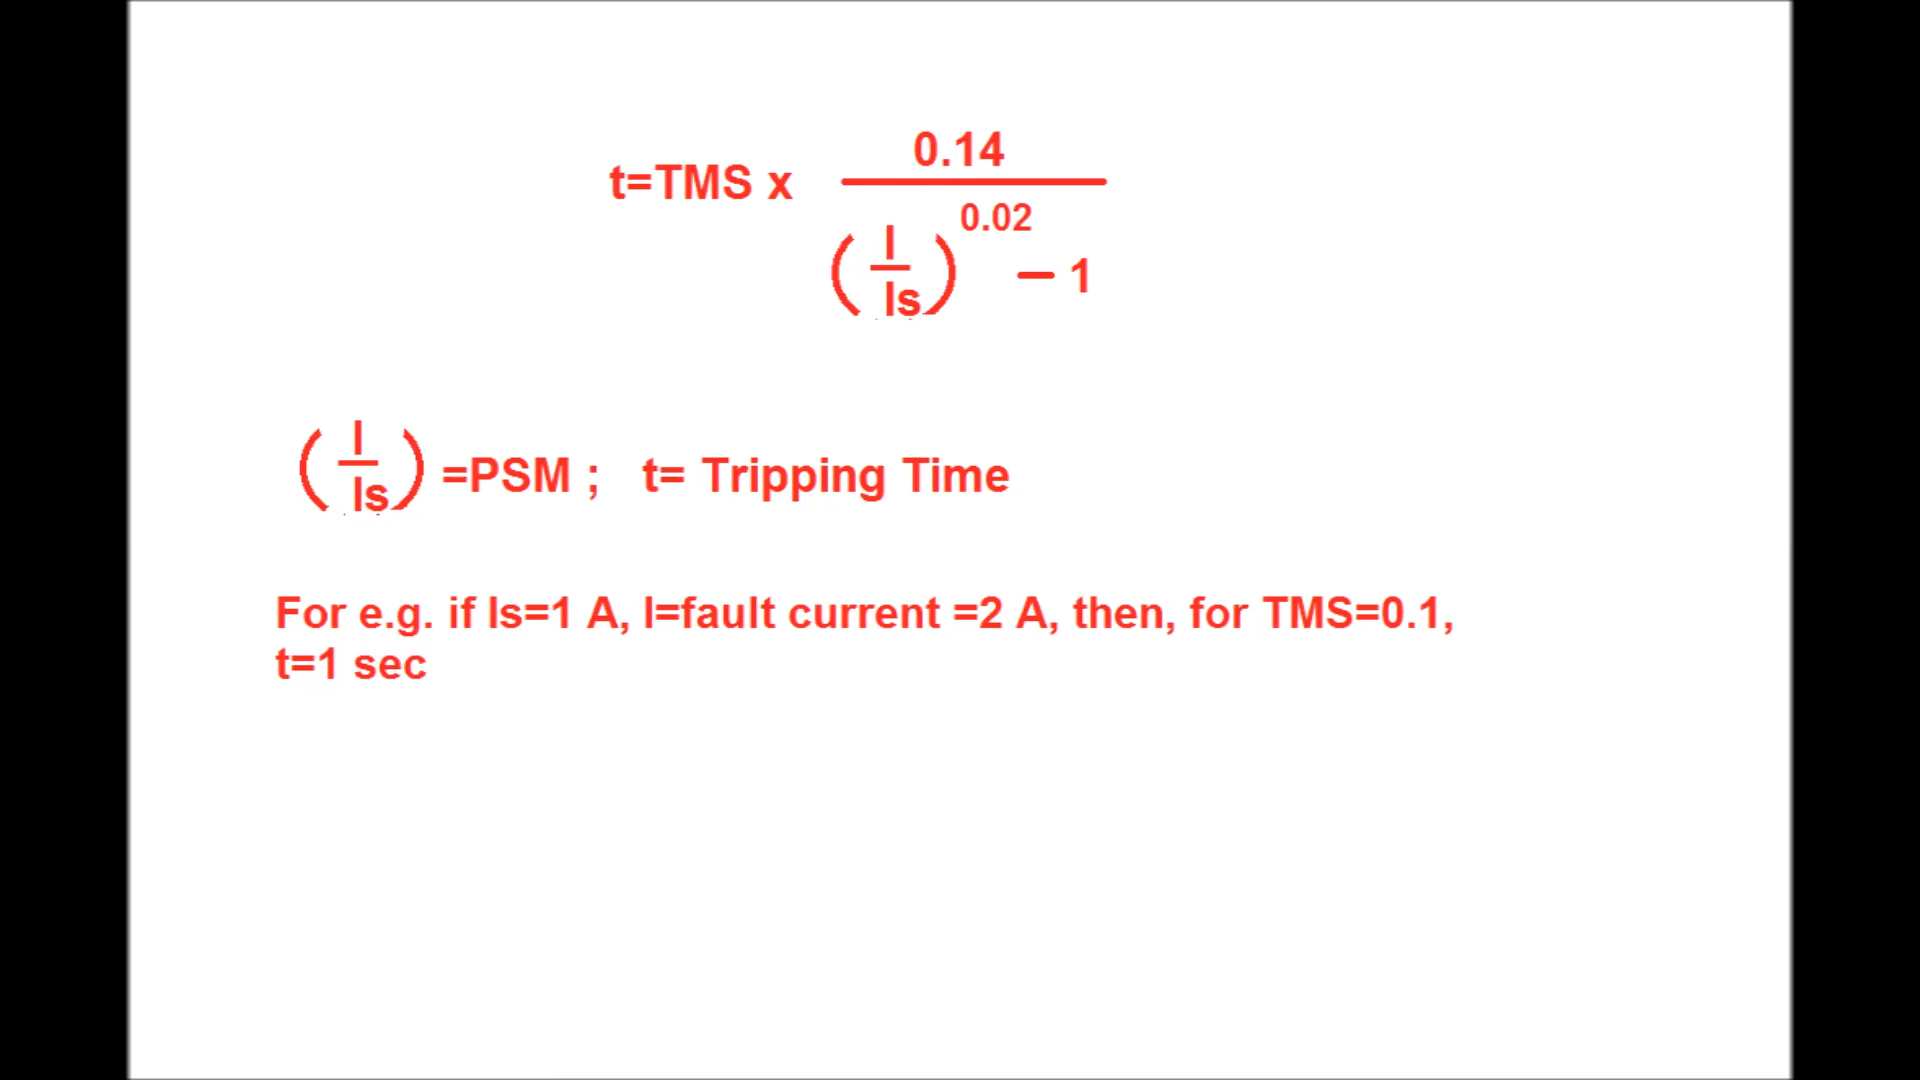 t=TMS x 0.14
(I/Is)^0.02 − 1
(I/Is) =PSM ; t= Tripping Time
For e.g. if Is=1 A, I=fault current =2 A, then, for TMS=0.1,
t=1 sec